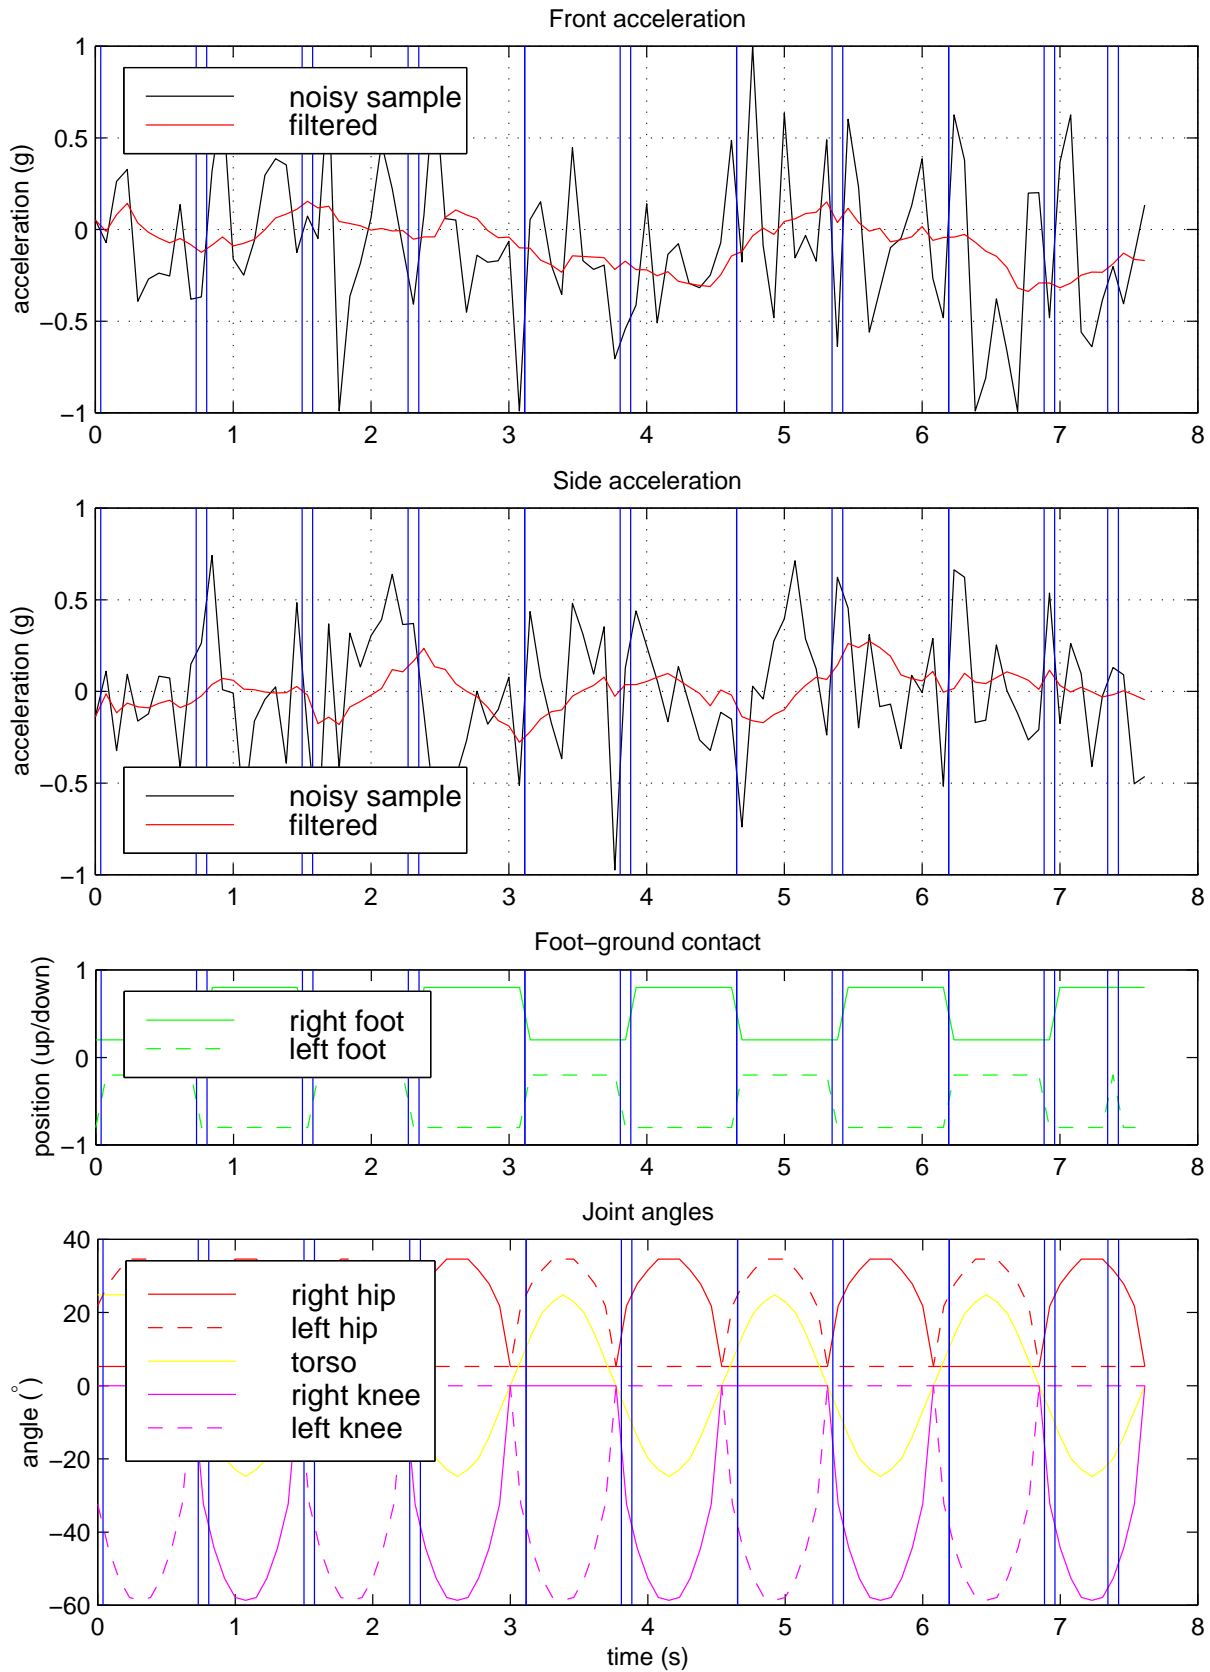 Front acceleration
1
0.5
0
−0.5
−1
acceleration (g)
noisy sample
filtered
0 1 2 3 4 5 6 7 8
Side acceleration
1
0.5
0
−0.5
−1
acceleration (g)
noisy sample
filtered
0 1 2 3 4 5 6 7 8
Foot−ground contact
1
0
−1
position (up/down)
right foot
left foot
0 1 2 3 4 5 6 7 8
Joint angles
40
20
0
−20
−40
−60
angle (°)
right hip
left hip
torso
right knee
left knee
0 1 2 3 4 5 6 7 8
time (s)